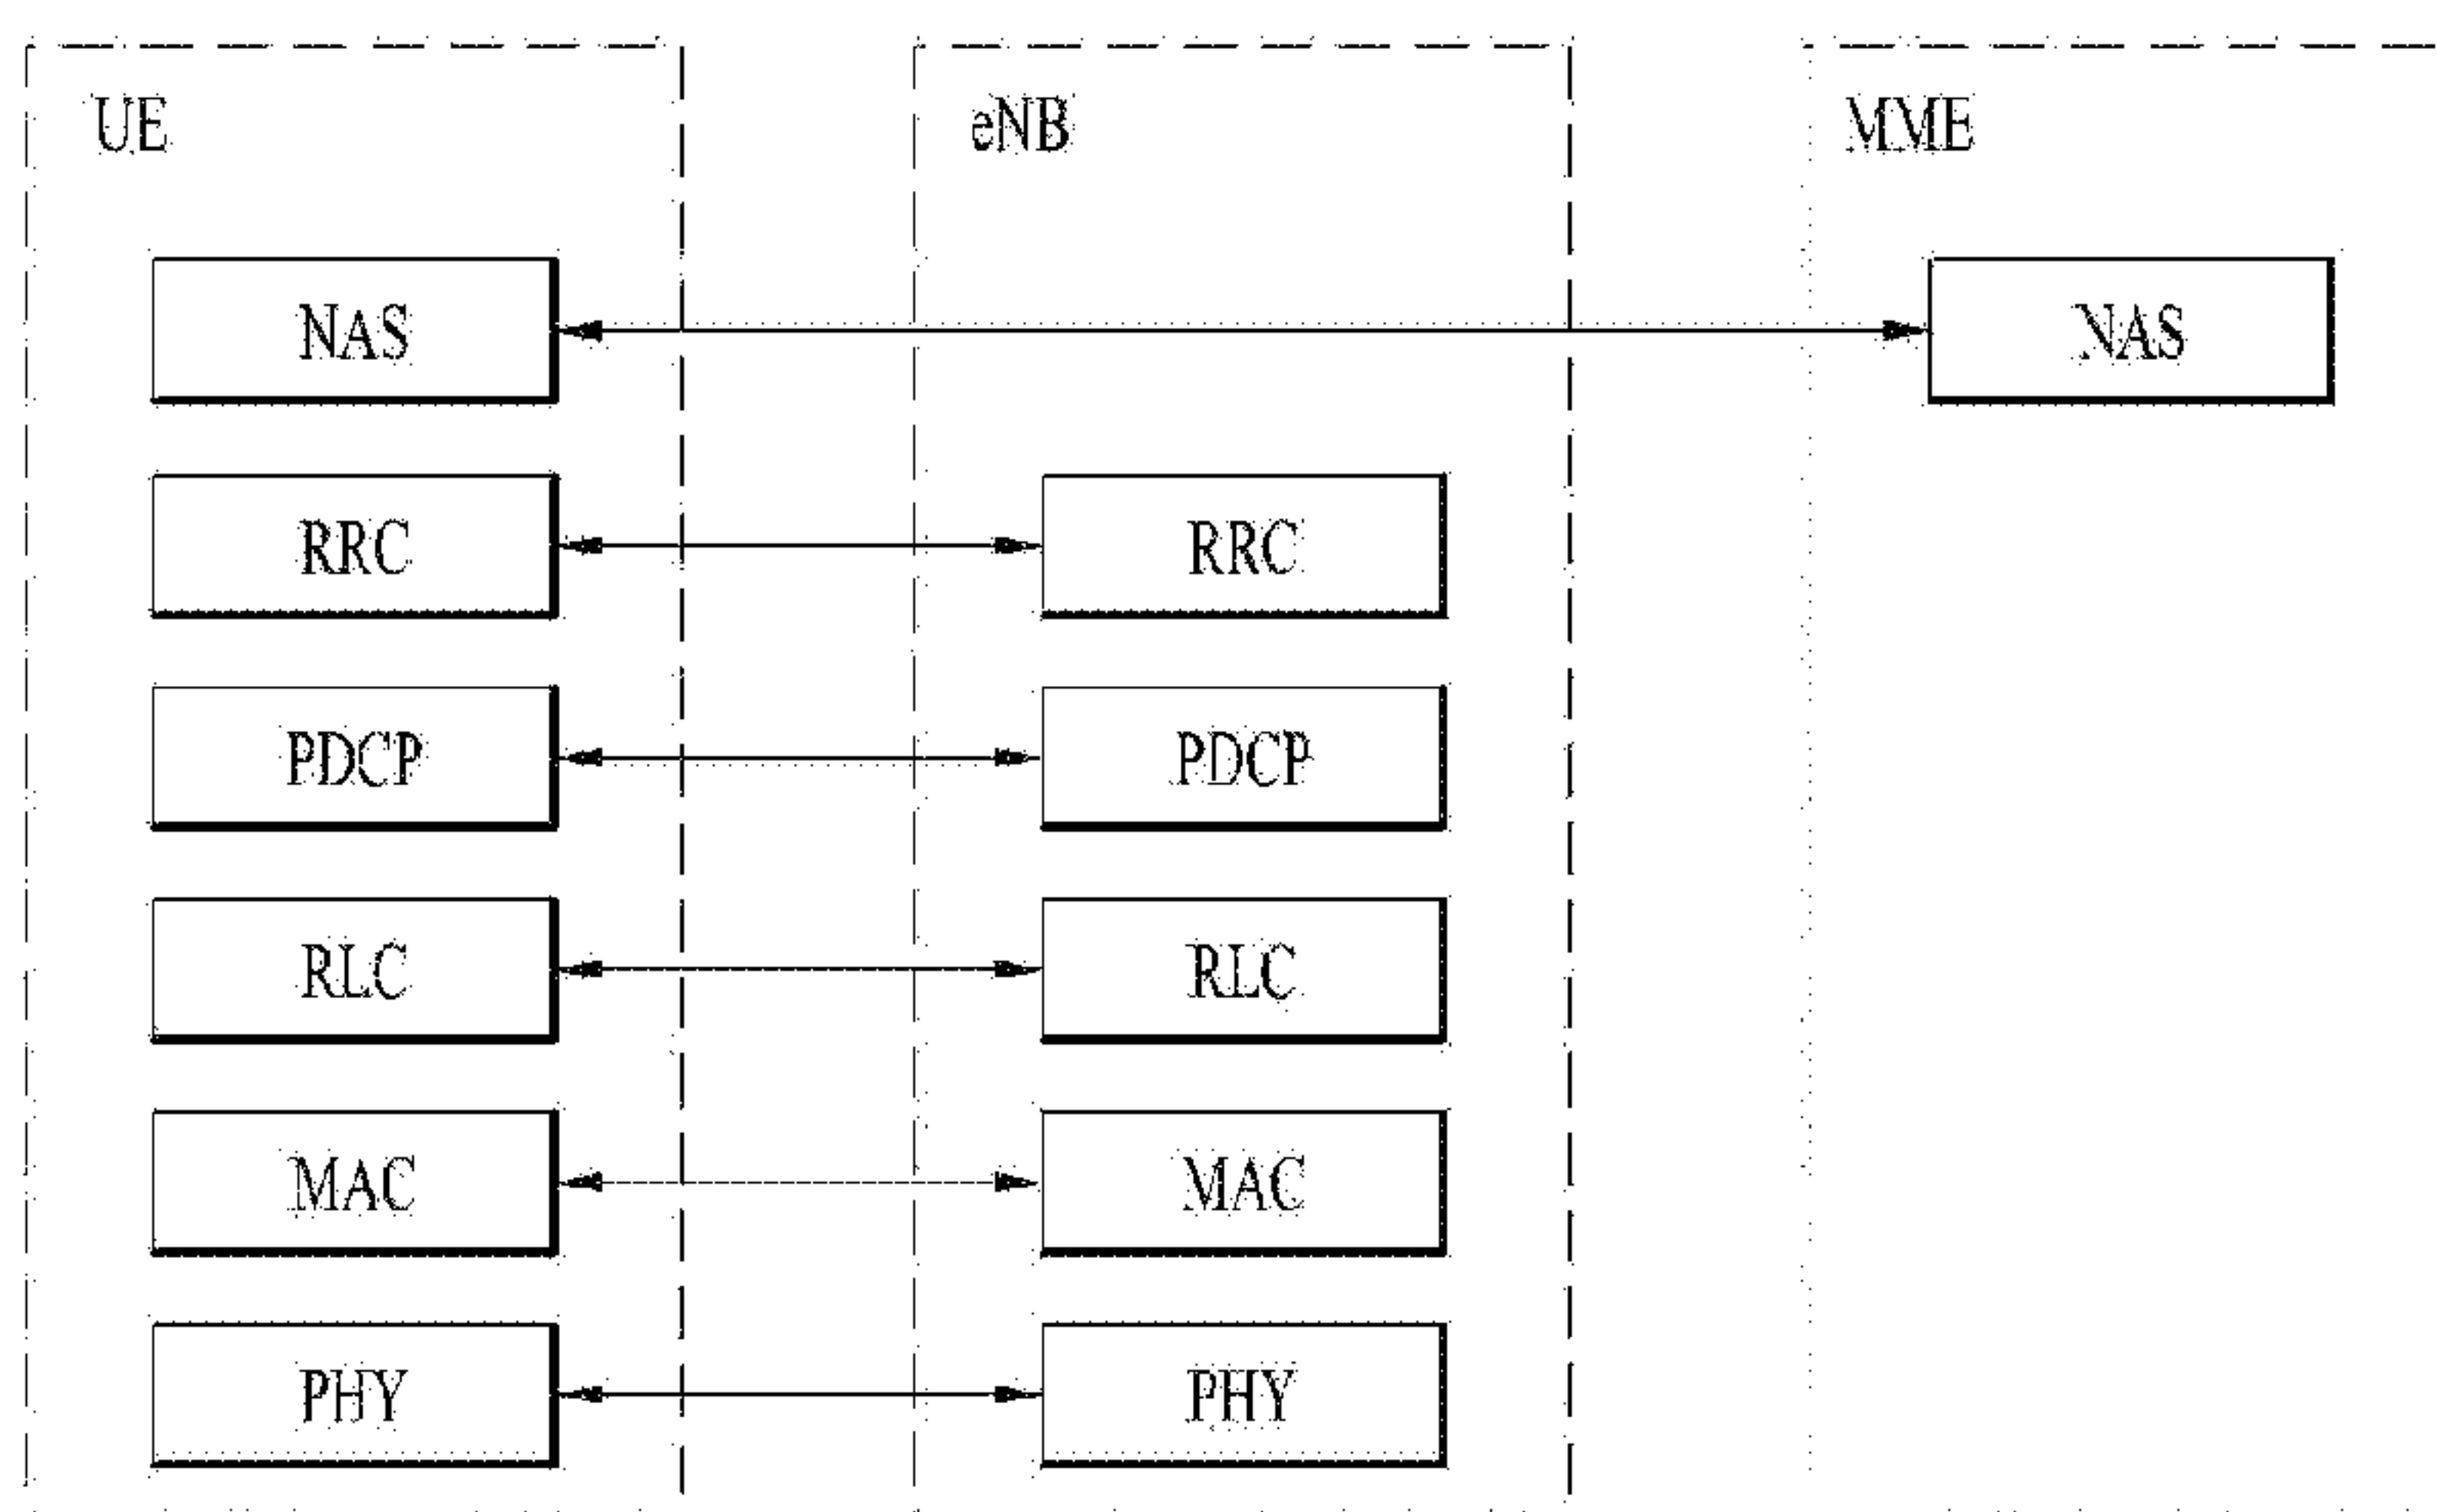 UE eNB MME
NAS NAS
RRC RRC
PDCP PDCP
RLC RLC
MAC MAC
PHY PHY